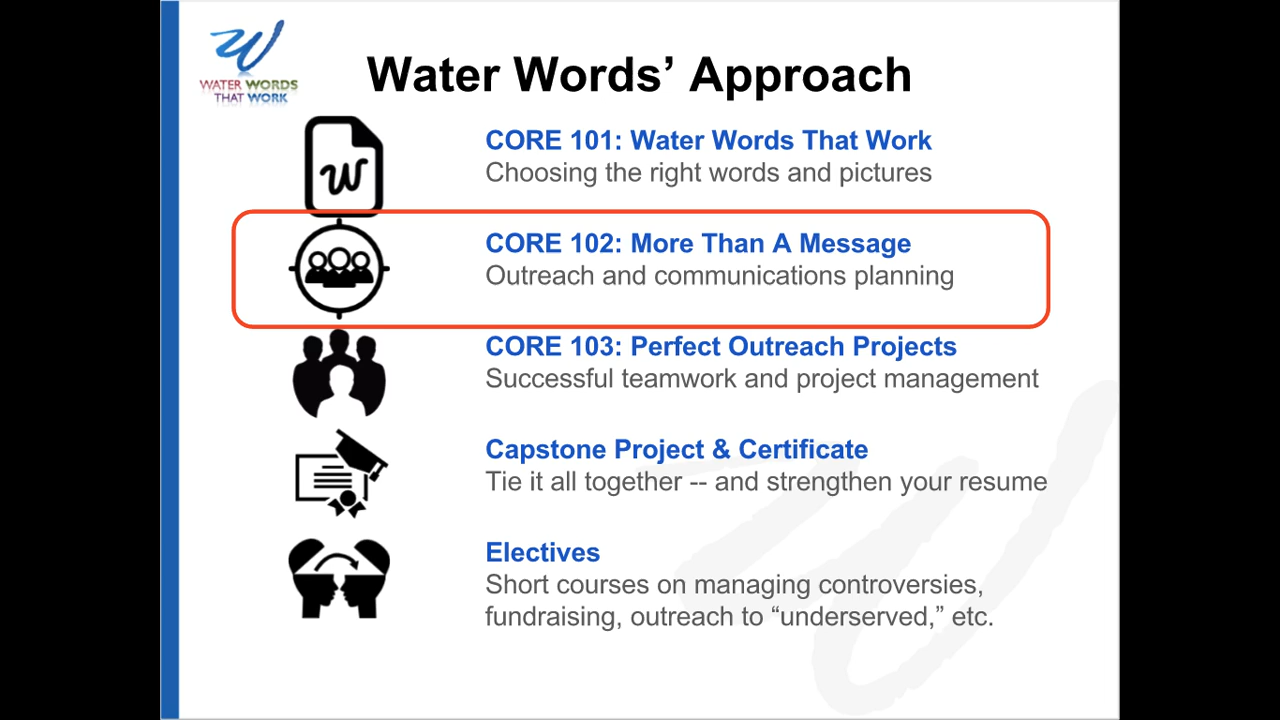 WATER WORDS
THAT WORK
Water Words’ Approach
CORE 101: Water Words That Work
Choosing the right words and pictures
CORE 102: More Than A Message
Outreach and communications planning
CORE 103: Perfect Outreach Projects
Successful teamwork and project management
Capstone Project & Certificate
Tie it all together -- and strengthen your resume
Electives
Short courses on managing controversies,
fundraising, outreach to “underserved,” etc.